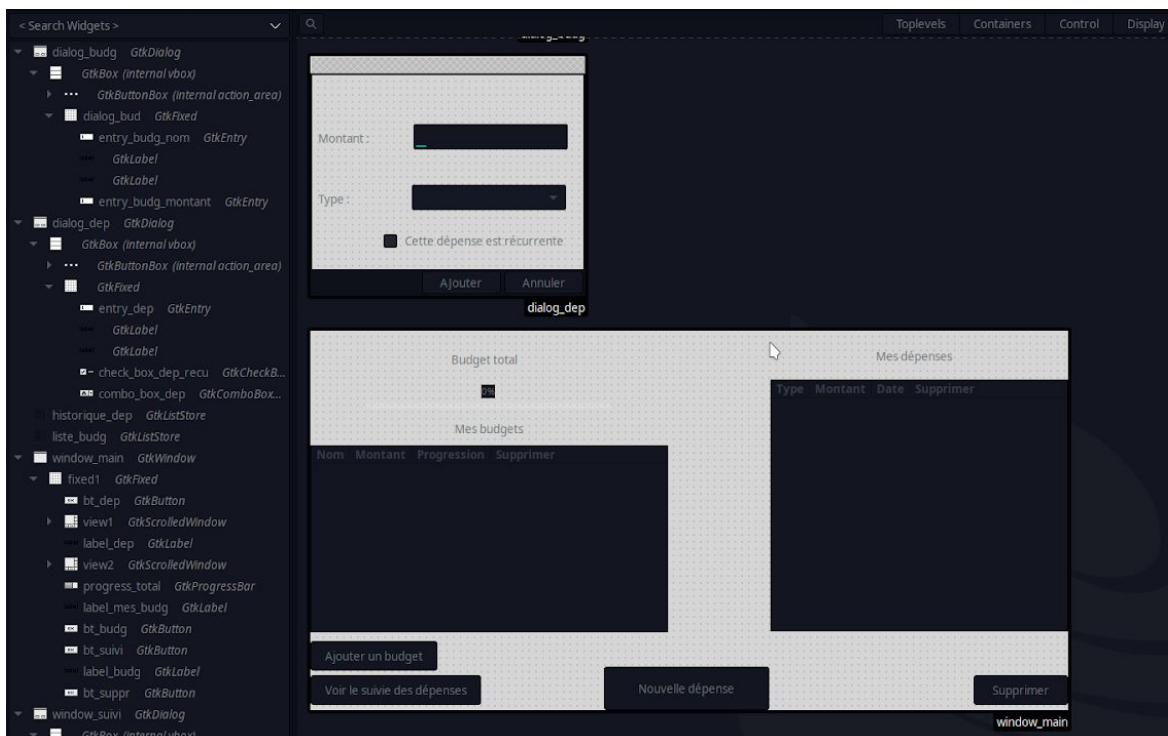 < Search Widgets >
Toplevels Containers Control Display
dialog_budg GtkDialog
GtkBox (internal vbox)
GtkButtonBox (internal action_area)
dialog_bud GtkFixed
entry_budg_nom GtkEntry
GtkLabel
GtkLabel
entry_budg_montant GtkEntry
dialog_dep GtkDialog
GtkBox (internal vbox)
GtkButtonBox (internal action_area)
GtkFixed
entry_dep GtkEntry
GtkLabel
GtkLabel
check_box_dep_recu GtkCheckB...
combo_box_dep GtkComboBox...
historique_dep GtkListStore
liste_budg GtkListStore
window_main GtkWindow
fixed1 GtkFixed
bt_dep GtkButton
view1 GtkScrolledWindow
label_dep GtkLabel
view2 GtkScrolledWindow
progress_total GtkProgressBar
label_mes_budg GtkLabel
bt_budg GtkButton
bt_suivi GtkButton
label_budg GtkLabel
bt_suppr GtkButton
window_suivi GtkDialog
GtkBox (internal vbox)
dialog_budg
Montant :
Type :
Cette dépense est récurrente
AJouter Annuler
dialog_dep
Budget total
0%
Mes budgets
Nom Montant Progression Supprimer
Mes dépenses
Type Montant Date Supprimer
Ajouter un budget
Voir le suivie des dépenses
Nouvelle dépense
Supprimer
window_main